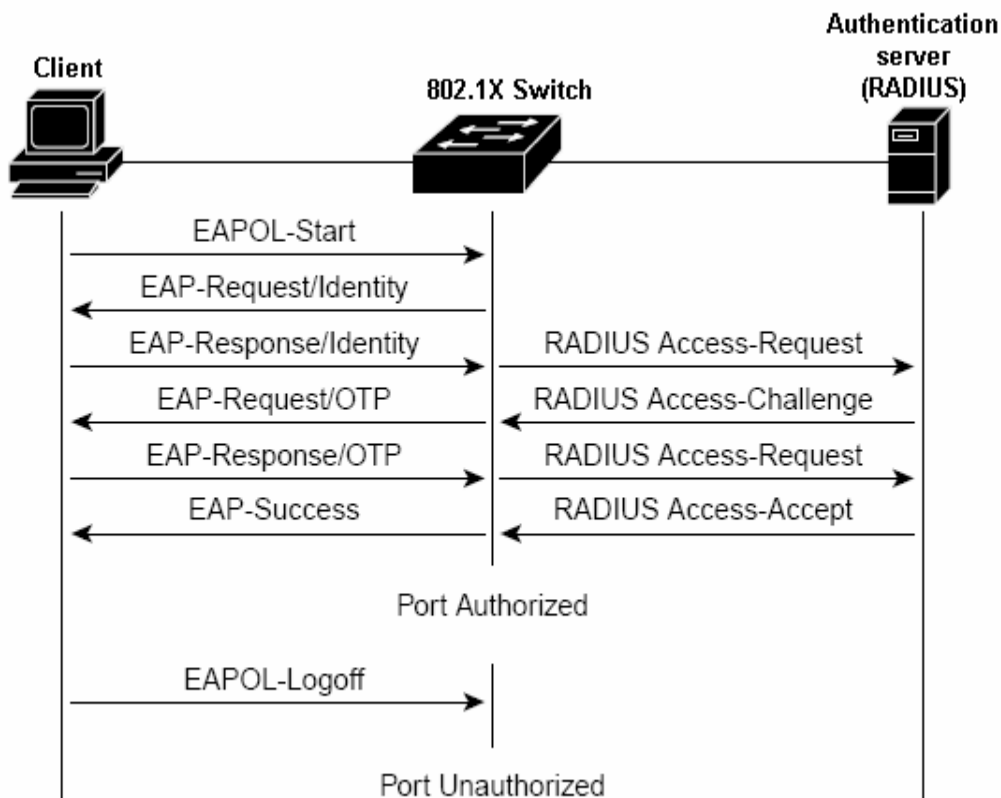 Authentication
server
(RADIUS)
Client
802.1X Switch
EAPOL-Start
EAP-Request/Identity
EAP-Response/Identity
RADIUS Access-Request
EAP-Request/OTP
RADIUS Access-Challenge
EAP-Response/OTP
RADIUS Access-Request
EAP-Success
RADIUS Access-Accept
Port Authorized
EAPOL-Logoff
Port Unauthorized